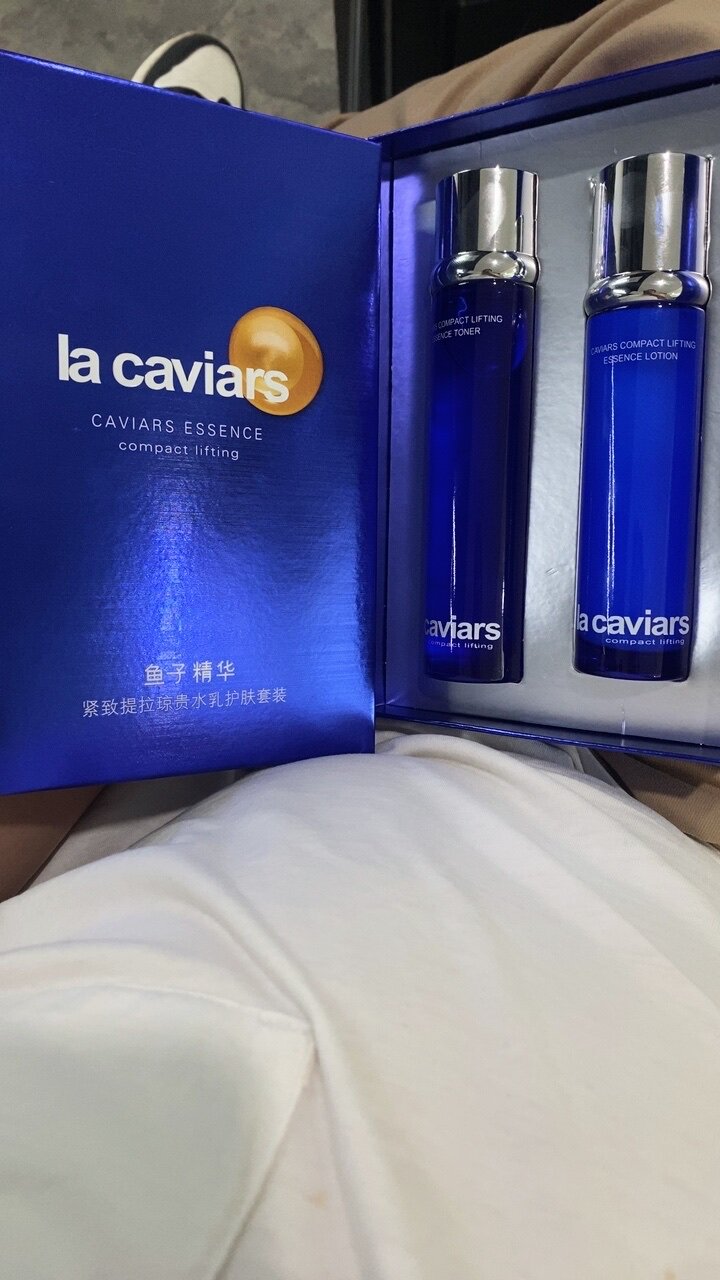 la caviars
CAVIARS ESSENCE
compact lifting
鱼子精华
紧致提拉琼贵水乳护肤套装
COMPACT LIFTING
TONER
caviars
compact lifting
CAVIARS COMPACT LIFTING
ESSENCE LOTION
la caviars
compact lifting